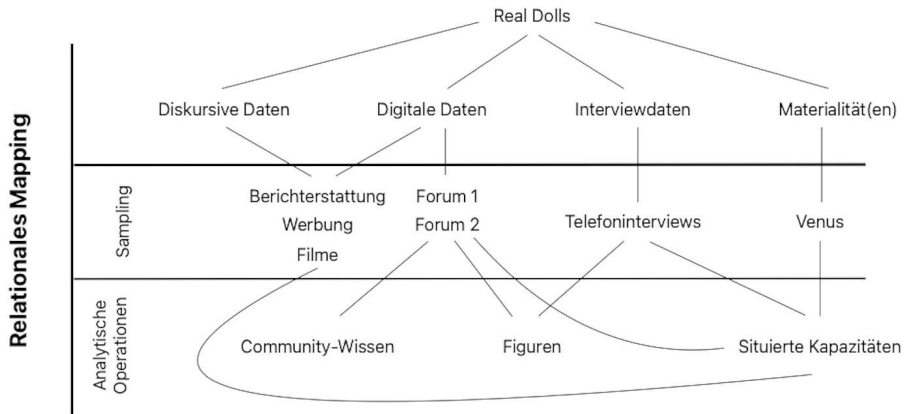 Real Dolls
Relationales Mapping
Diskursive Daten
Digitale Daten
Interviewdaten
Materialität(en)
Sampling
Berichterstattung
Werbung
Filme
Forum 1
Forum 2
Telefoninterviews
Venus
Analytische
Operationen
Community-Wissen
Figuren
Situierte Kapazitäten